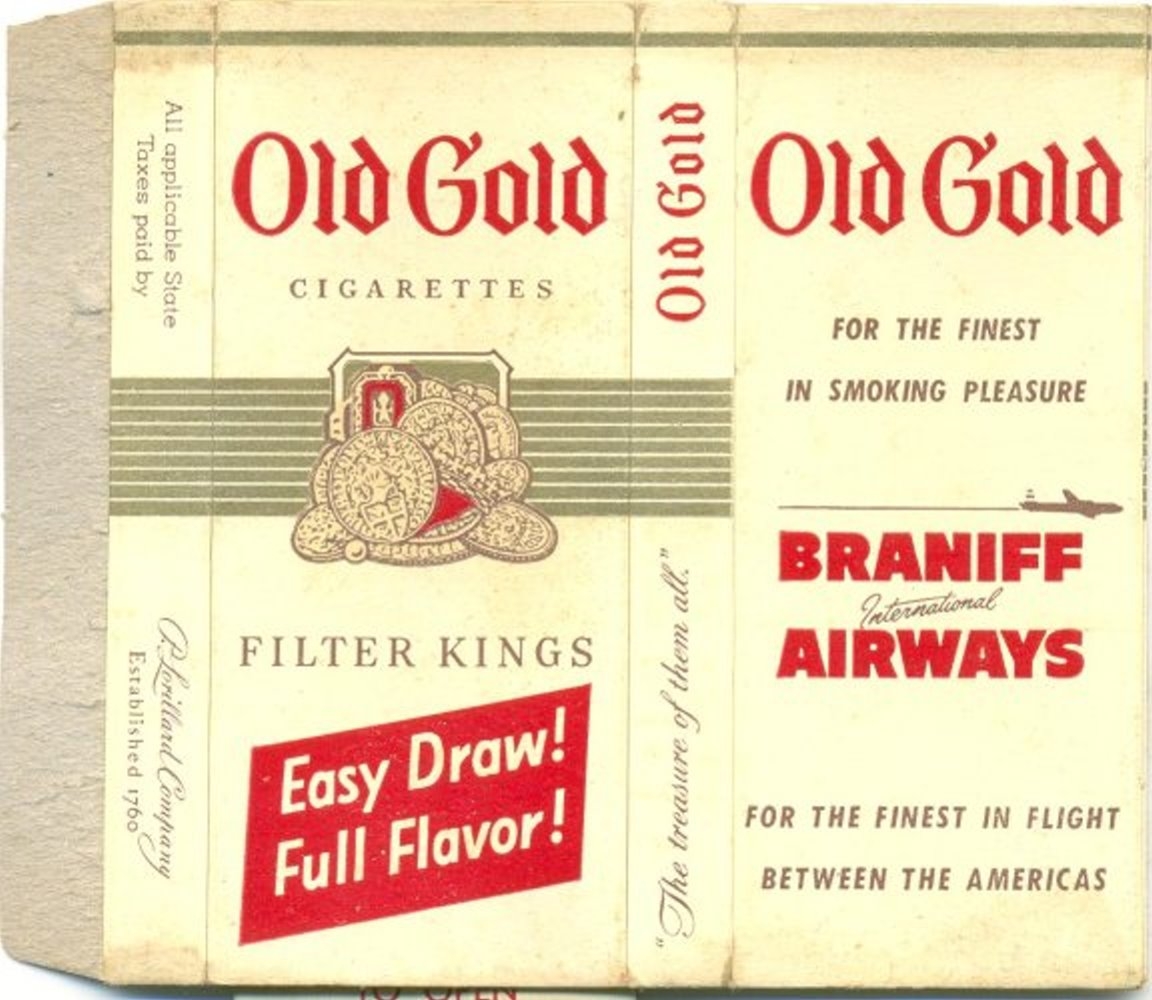 All applicable State
Taxes paid by
P. Lorillard Company
Established 1760
Old Gold
CIGARETTES
FILTER KINGS
Easy Draw!
Full Flavor!
Old Gold
"The treasure of them all."
Old Gold
FOR THE FINEST
IN SMOKING PLEASURE
BRANIFF
International
AIRWAYS
FOR THE FINEST IN FLIGHT
BETWEEN THE AMERICAS
TO OPEN